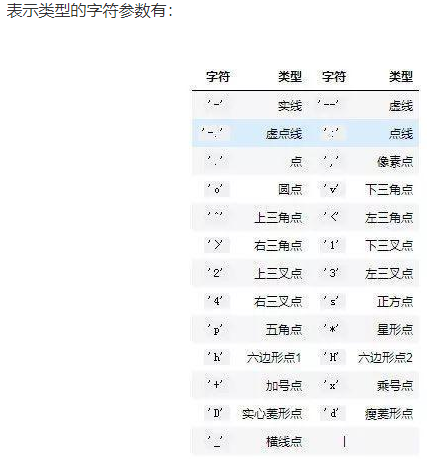 表示类型的字符参数有：
字符 类型 字符 类型
'-' 实线 '--' 虚线
'-.' 虚点线 ':' 点线
'.' 点 ',' 像素点
'o' 圆点 'v' 下三角点
'^' 上三角点 '<' 左三角点
'>' 右三角点 '1' 下三叉点
'2' 上三叉点 '3' 左三叉点
'4' 右三叉点 's' 正方点
'p' 五角点 '*' 星形点
'h' 六边形点1 'H' 六边形点2
'+' 加号点 'x' 乘号点
'D' 实心菱形点 'd' 瘦菱形点
'_' 横线点 |